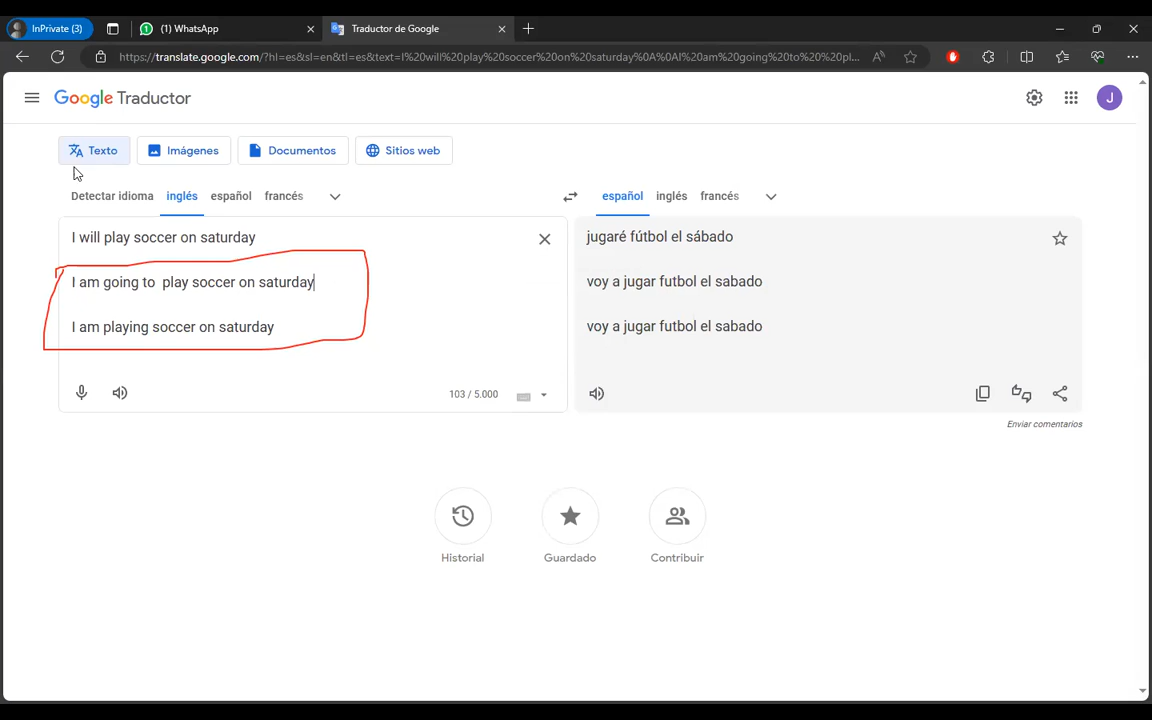 InPrivate (3)
(1) WhatsApp
Traductor de Google
https://translate.google.com/?hl=es&sl=en&tl=es&text=I%20will%20play%20soccer%20on%20saturday%0A%0AI%20am%20going%20to%20%20pl...
Google Traductor
J
Texto
Imágenes
Documentos
Sitios web
Detectar idioma inglés español francés
español inglés francés
I will play soccer on saturday
jugaré fútbol el sábado
I am going to  play soccer on saturday
voy a jugar futbol el sabado
I am playing soccer on saturday
voy a jugar futbol el sabado
103 / 5.000
Enviar comentarios
Historial
Guardado
Contribuir